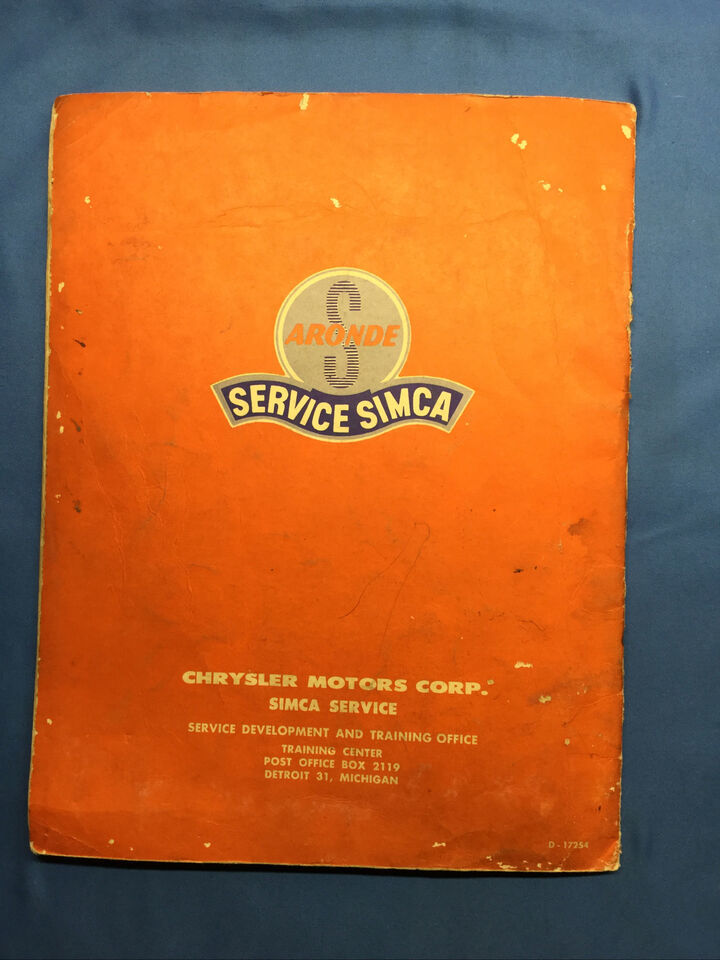 S
ARONDE
SERVICE SIMCA
CHRYSLER MOTORS CORP.
SIMCA SERVICE
SERVICE DEVELOPMENT AND TRAINING OFFICE
TRAINING CENTER
POST OFFICE BOX 2119
DETROIT 31, MICHIGAN
D - 17254